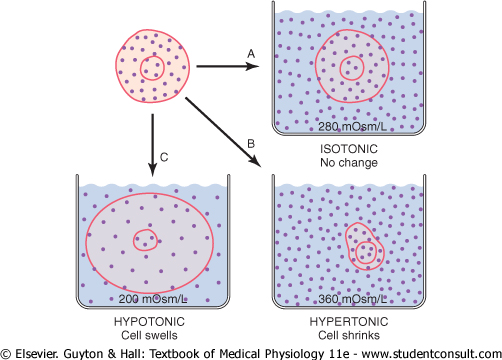 A
280 mOsm/L
ISOTONIC
No change
B
C
200 mOsm/L
HYPOTONIC
Cell swells
360 mOsm/L
HYPERTONIC
Cell shrinks
© Elsevier. Guyton & Hall: Textbook of Medical Physiology 11e - www.studentconsult.com